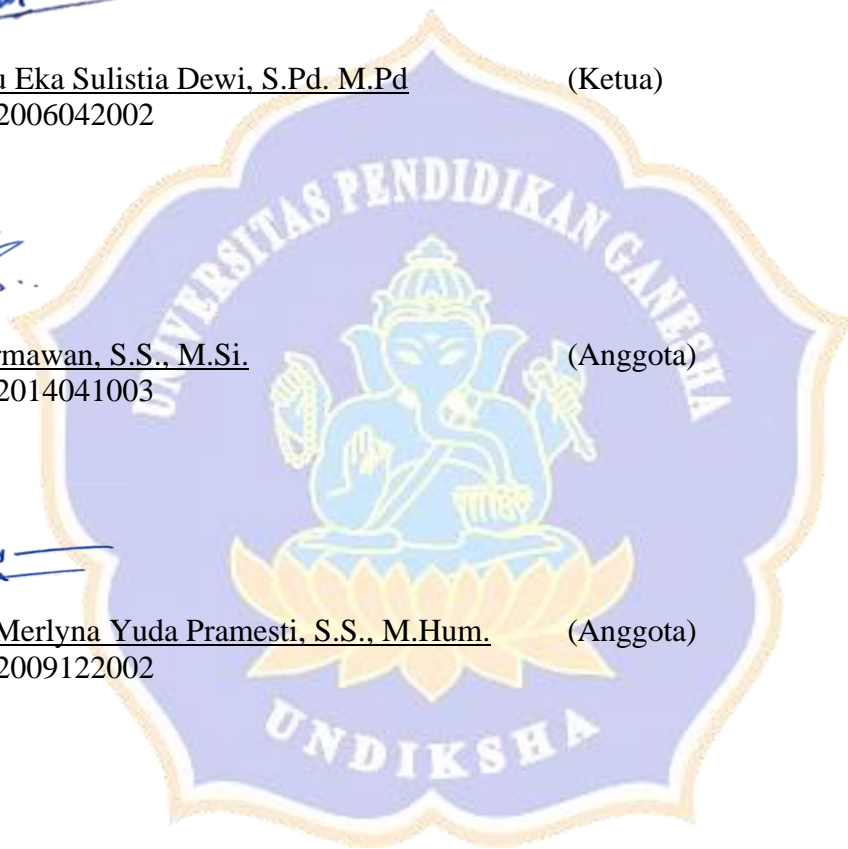 u Eka Sulistia Dewi, S.Pd. M.Pd (Ketua)
2006042002
UNIVERSITAS PENDIDIKAN GANESHA
rmawan, S.S., M.Si. (Anggota)
2014041003
Merlyna Yuda Pramesti, S.S., M.Hum. (Anggota)
2009122002
UNDIKSHA